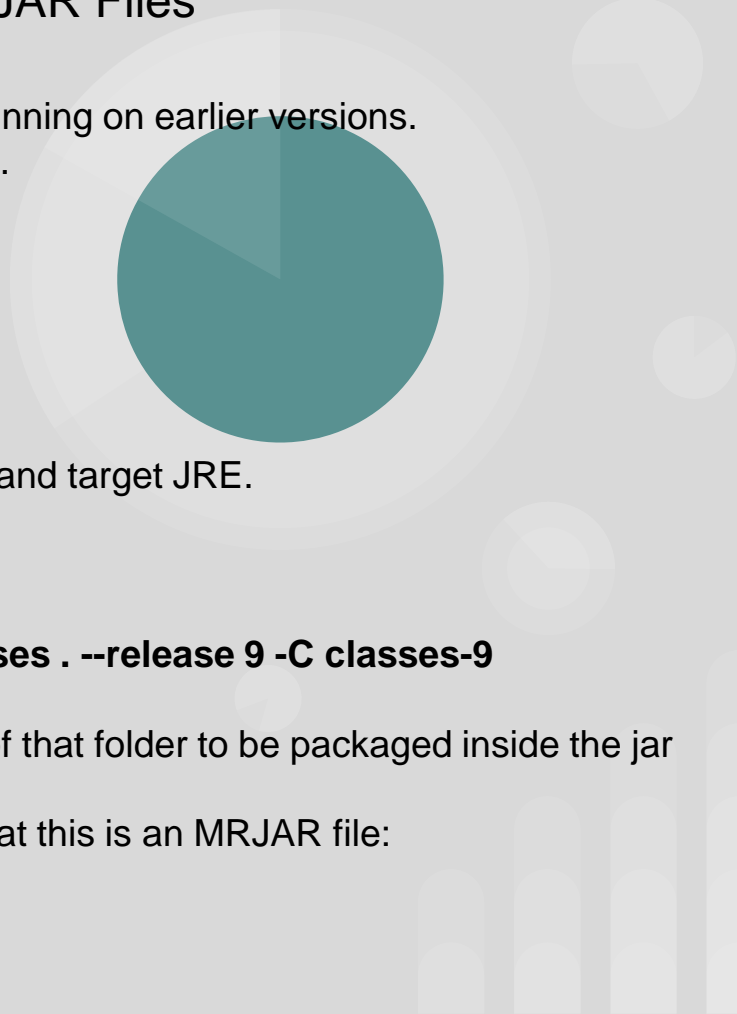 JAR Files
nning on earlier versions.
.
and target JRE.
ses . --release 9 -C classes-9
f that folder to be packaged inside the jar
at this is an MRJAR file: